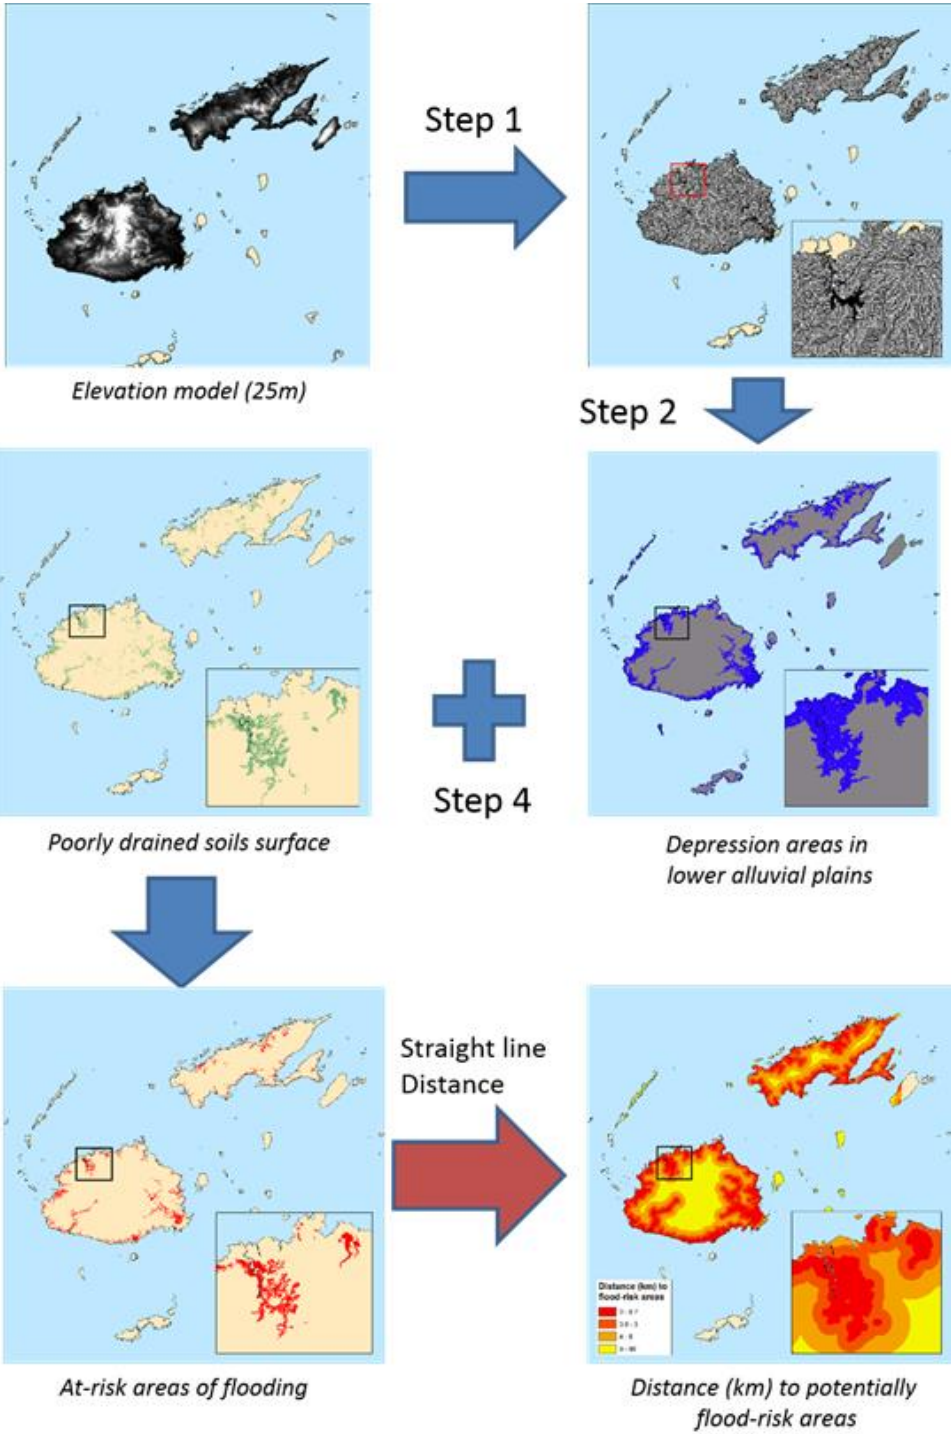 Step 1
Elevation model (25m)
Step 2
Step 4
Poorly drained soils surface
Depression areas in
lower alluvial plains
Straight line
Distance
Distance (km) to
flood-risk areas
At-risk areas of flooding
Distance (km) to potentially
flood-risk areas